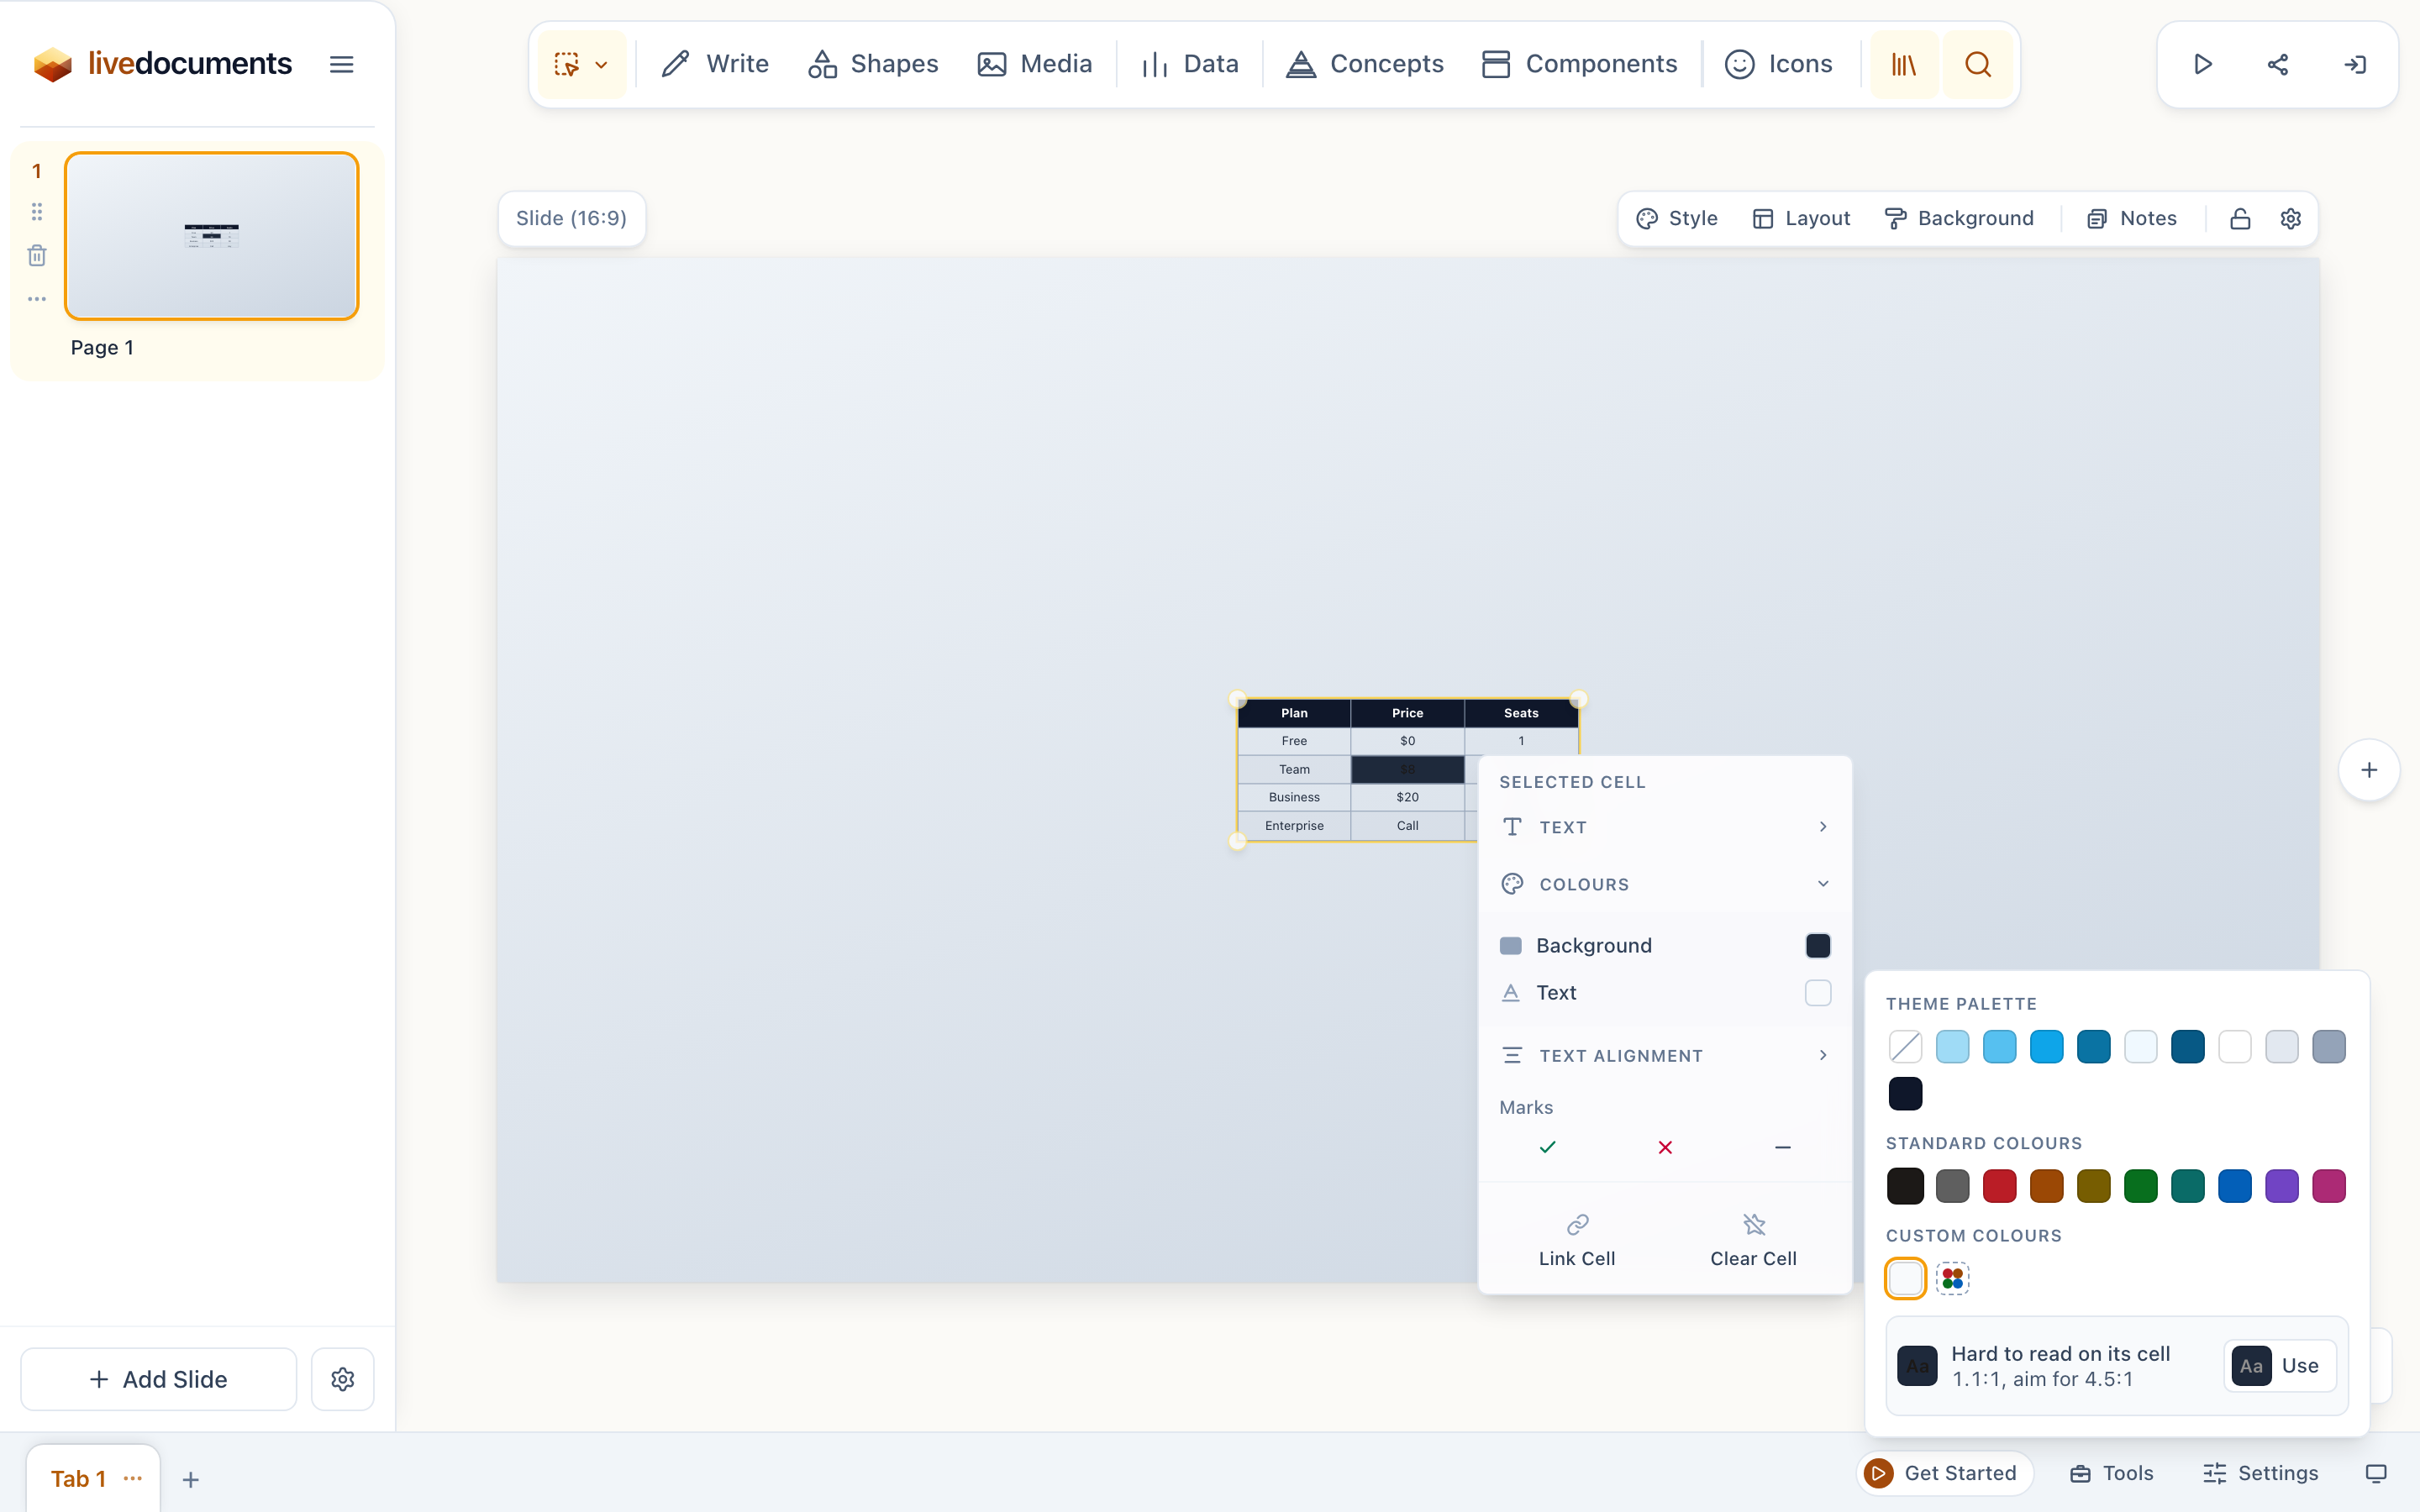 livedocuments
Write
Shapes
Media
Data
Concepts
Components
Icons
1
Page 1
Slide (16:9)
Style
Layout
Background
Notes
Plan Price Seats
Free $0 1
Team $8
Business $20
Enterprise Call
SELECTED CELL
TEXT
COLOURS
Background
Text
TEXT ALIGNMENT
Marks
Link Cell
Clear Cell
THEME PALETTE
STANDARD COLOURS
CUSTOM COLOURS
Aa
Hard to read on its cell
1.1:1, aim for 4.5:1
Aa Use
Add Slide
Tab 1
Get Started
Tools
Settings